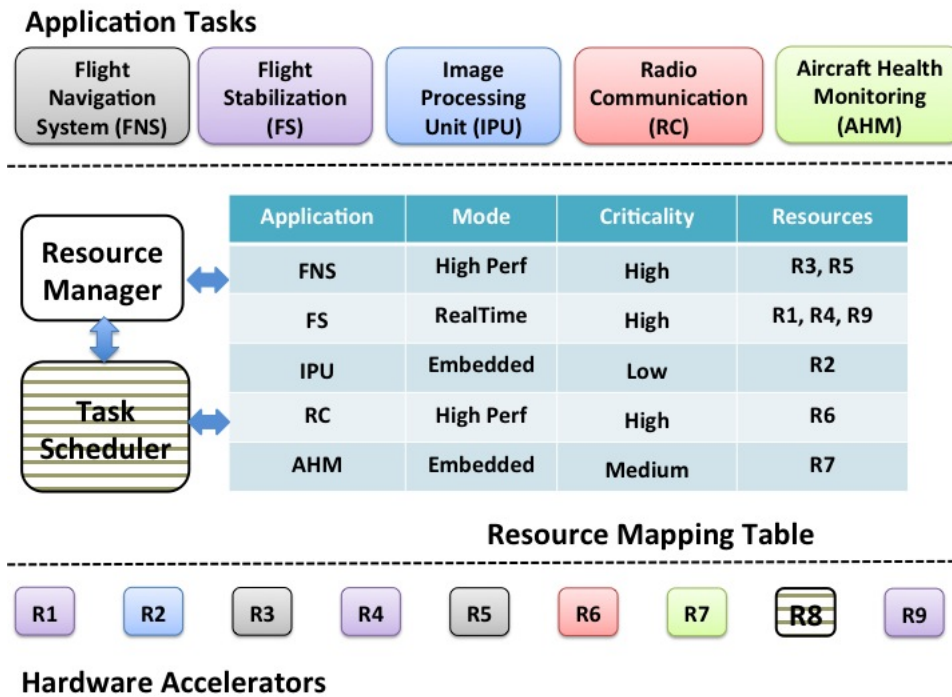 Application Tasks
Flight
Navigation
System (FNS)
Flight
Stabilization
(FS)
Image
Processing
Unit (IPU)
Radio
Communication
(RC)
Aircraft Health
Monitoring
(AHM)
Resource
Manager
Task
Scheduler
Application Mode Criticality Resources
FNS High Perf High R3, R5
FS RealTime High R1, R4, R9
IPU Embedded Low R2
RC High Perf High R6
AHM Embedded Medium R7
Resource Mapping Table
R1 R2 R3 R4 R5 R6 R7 R8 R9
Hardware Accelerators